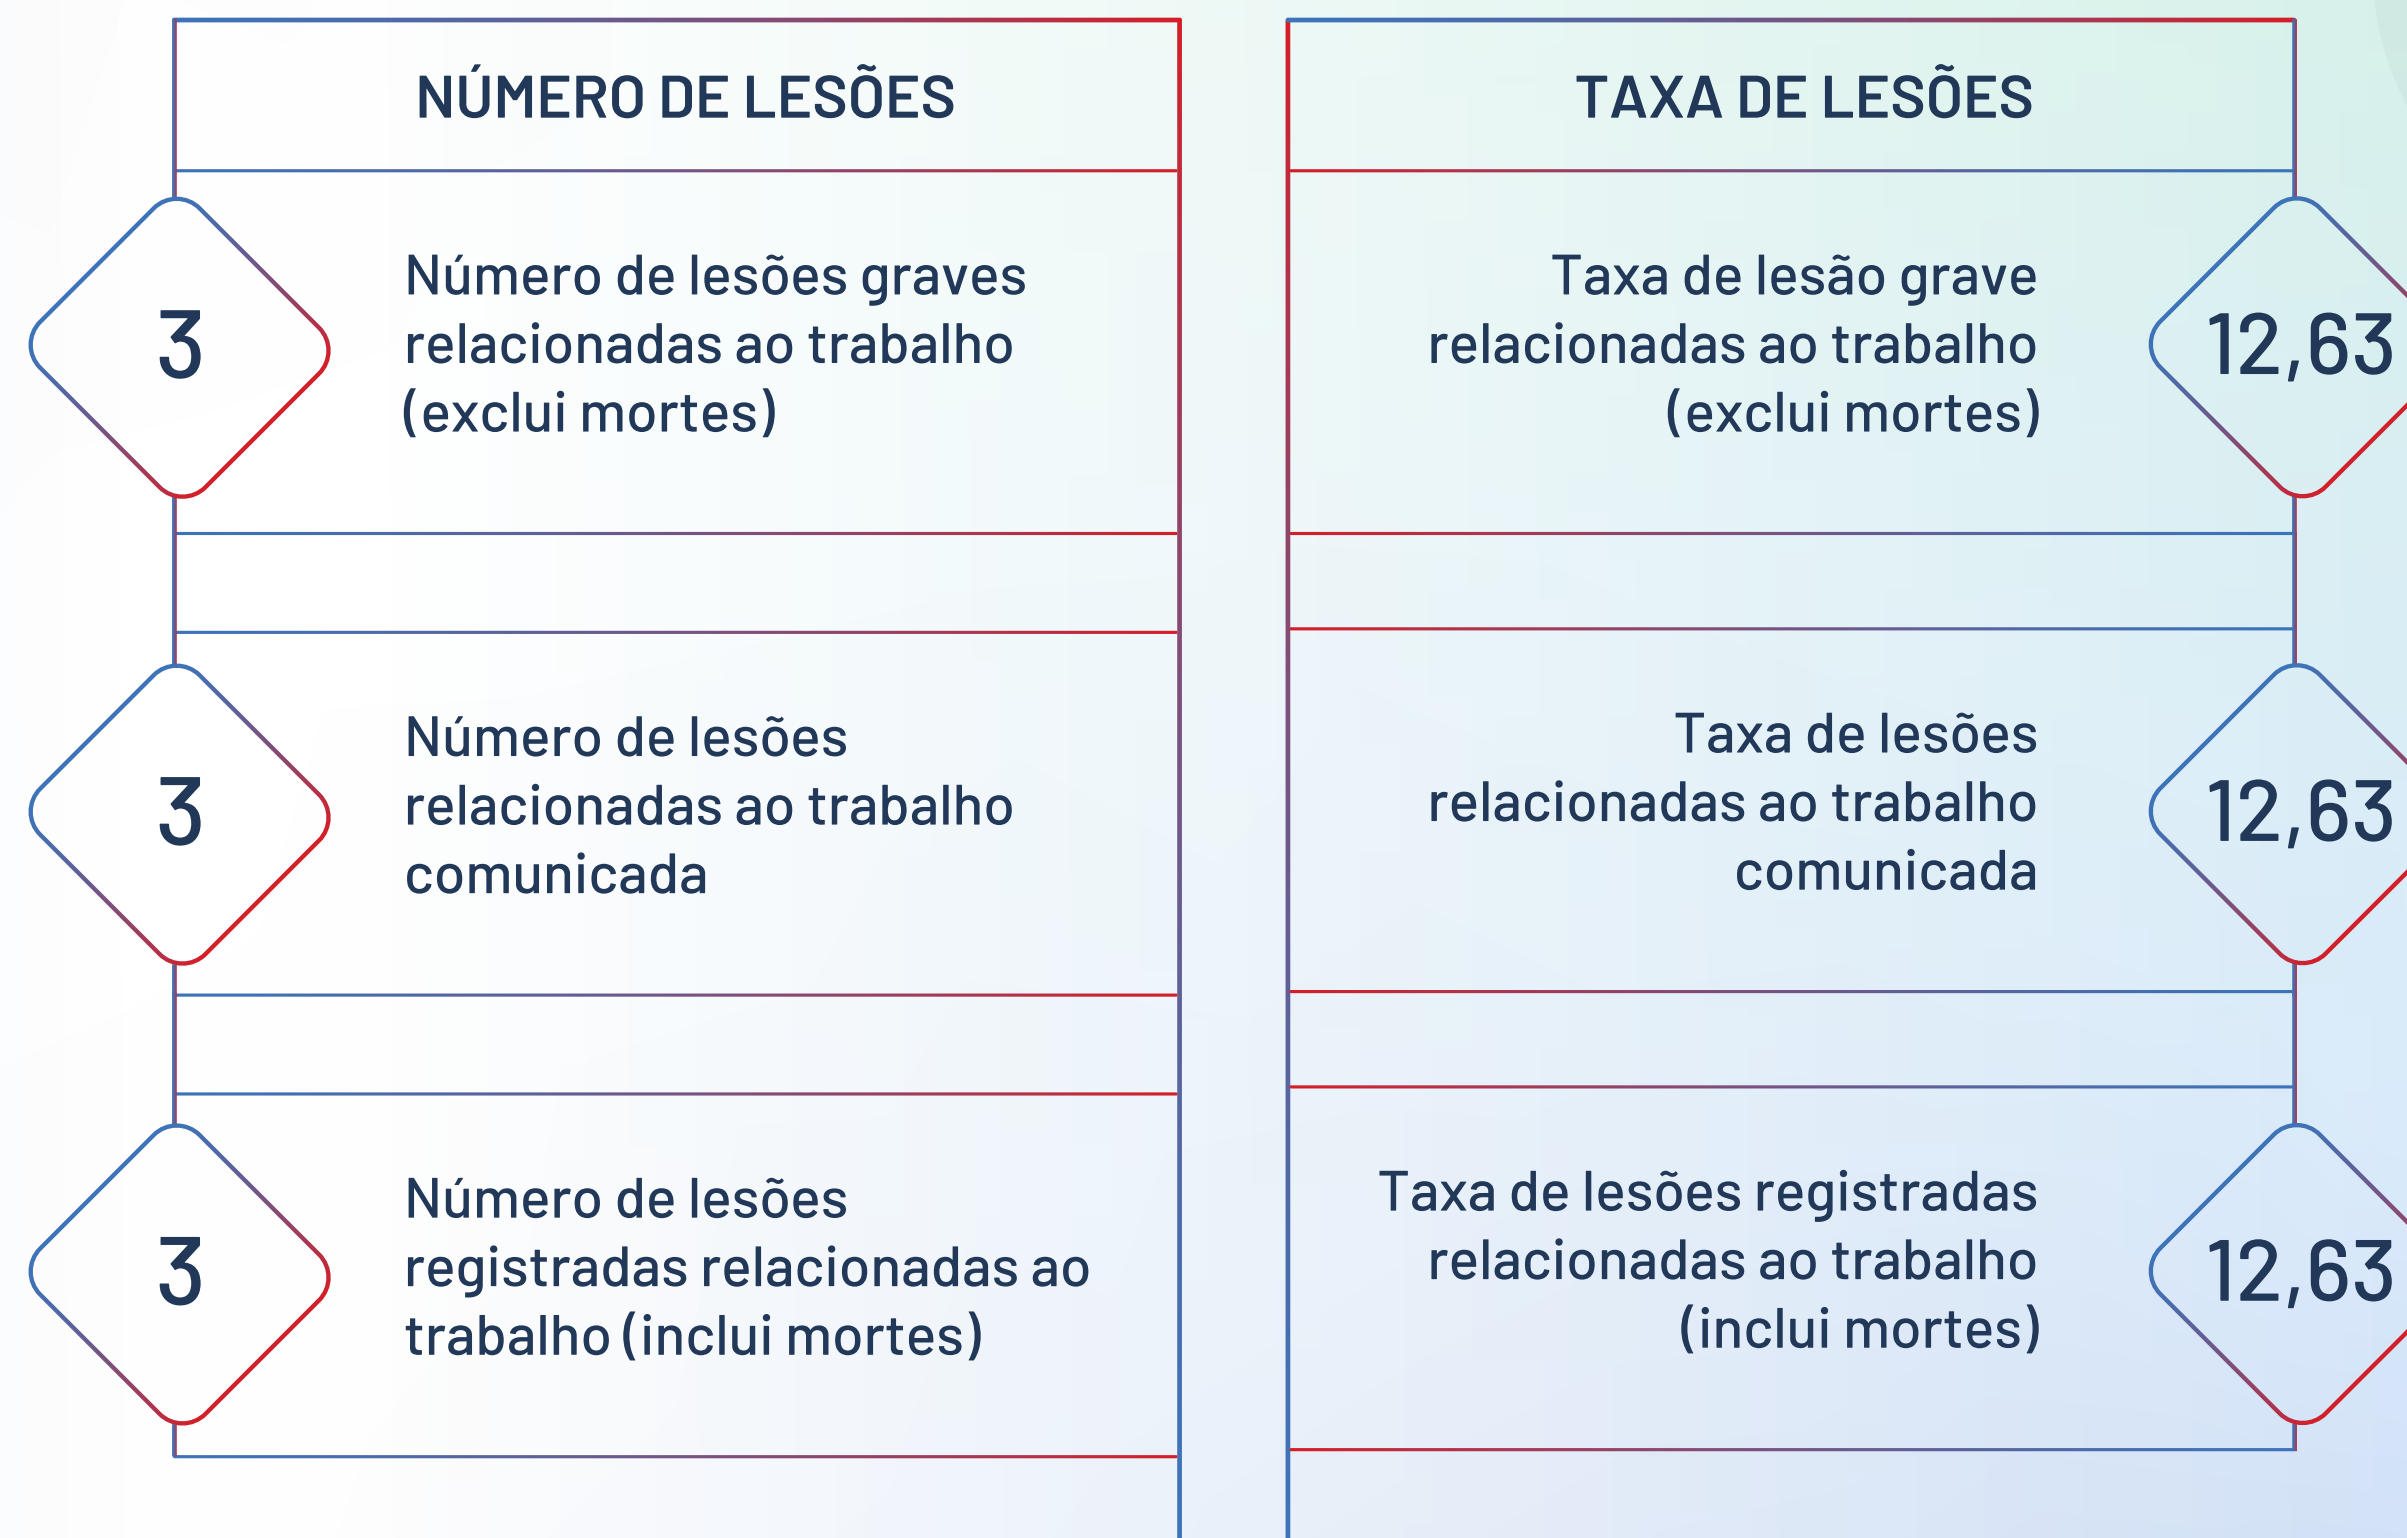 NÚMERO DE LESÕES
3
Número de lesões graves
relacionadas ao trabalho
(exclui mortes)
3
Número de lesões
relacionadas ao trabalho
comunicada
3
Número de lesões
registradas relacionadas ao
trabalho (inclui mortes)
TAXA DE LESÕES
Taxa de lesão grave
relacionadas ao trabalho
(exclui mortes)
12,63
Taxa de lesões
relacionadas ao trabalho
comunicada
12,63
Taxa de lesões registradas
relacionadas ao trabalho
(inclui mortes)
12,63